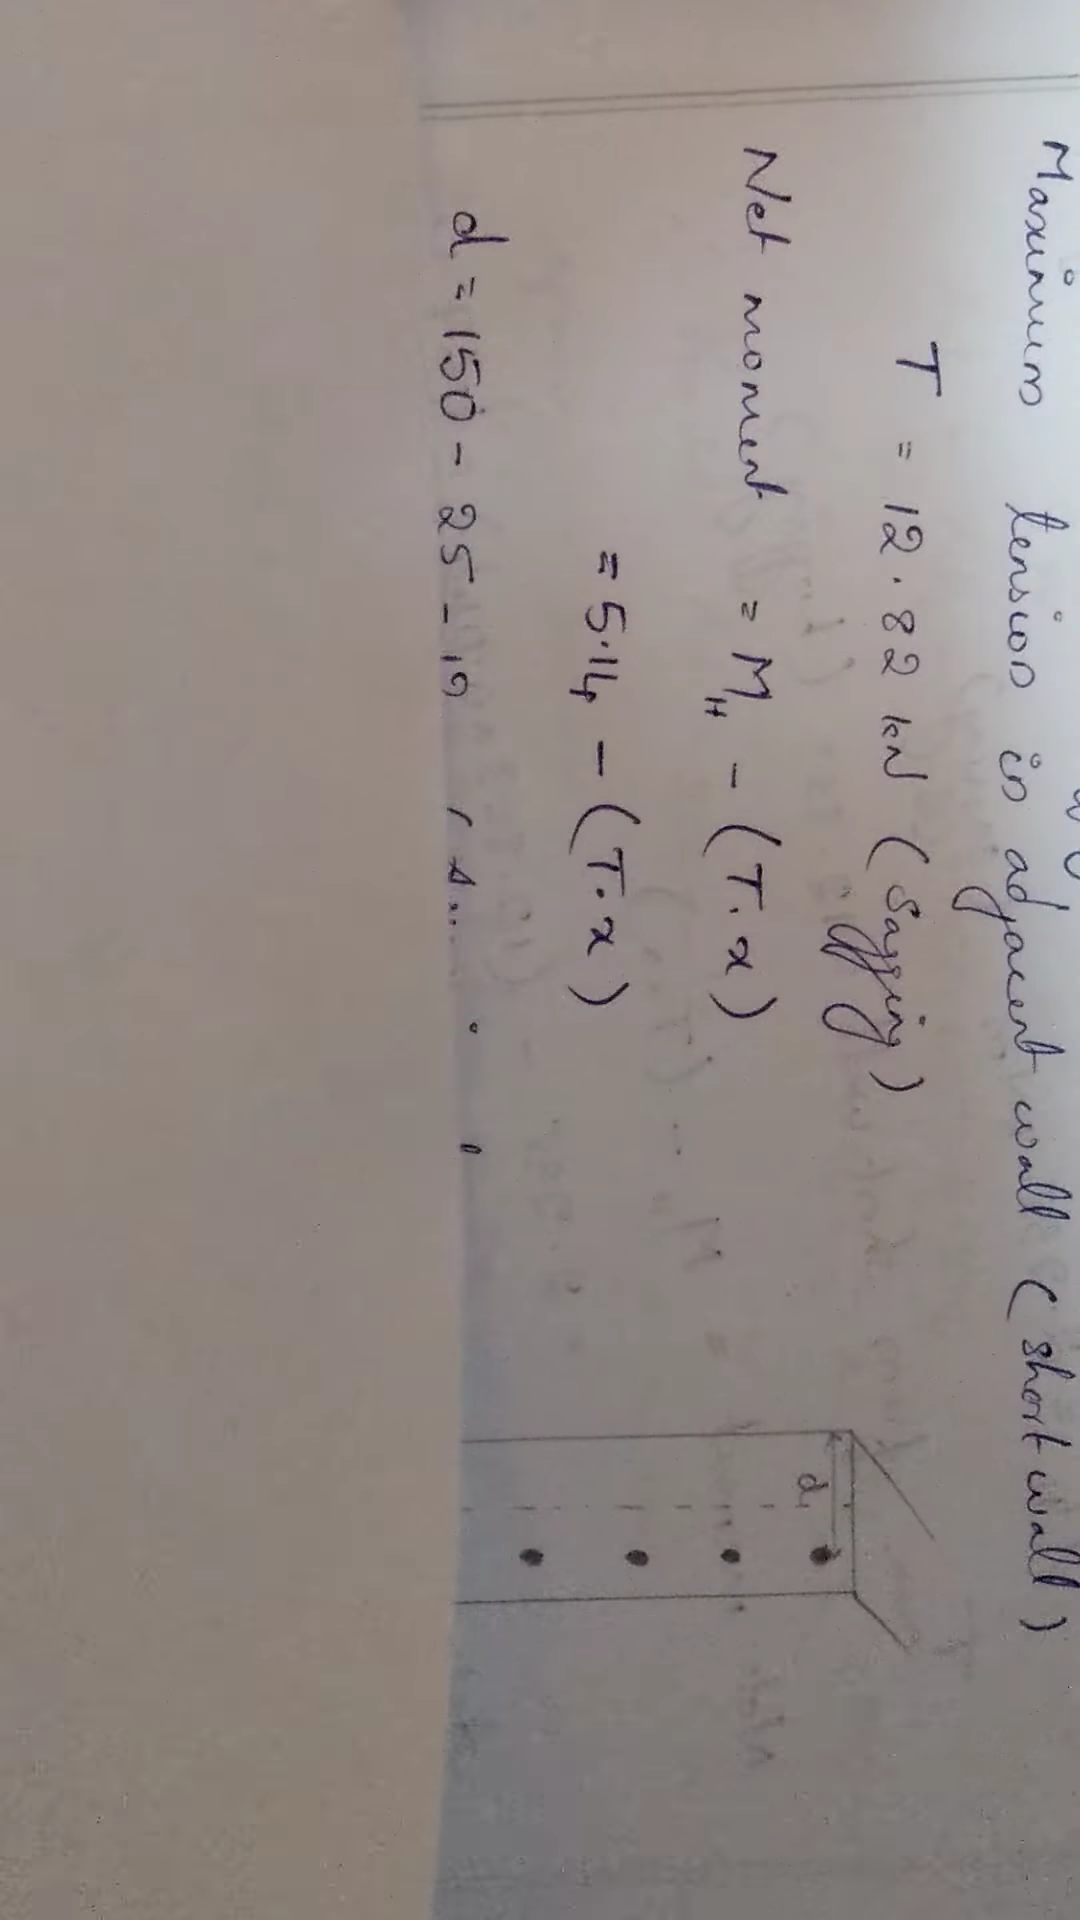 Maximum tension in adjacent wall (short wall)
T = 12.82 kN (Sagging)
Net moment = M_H - (T.x)
= 5.14 - (T.x)
d = 150 - 25 -
d